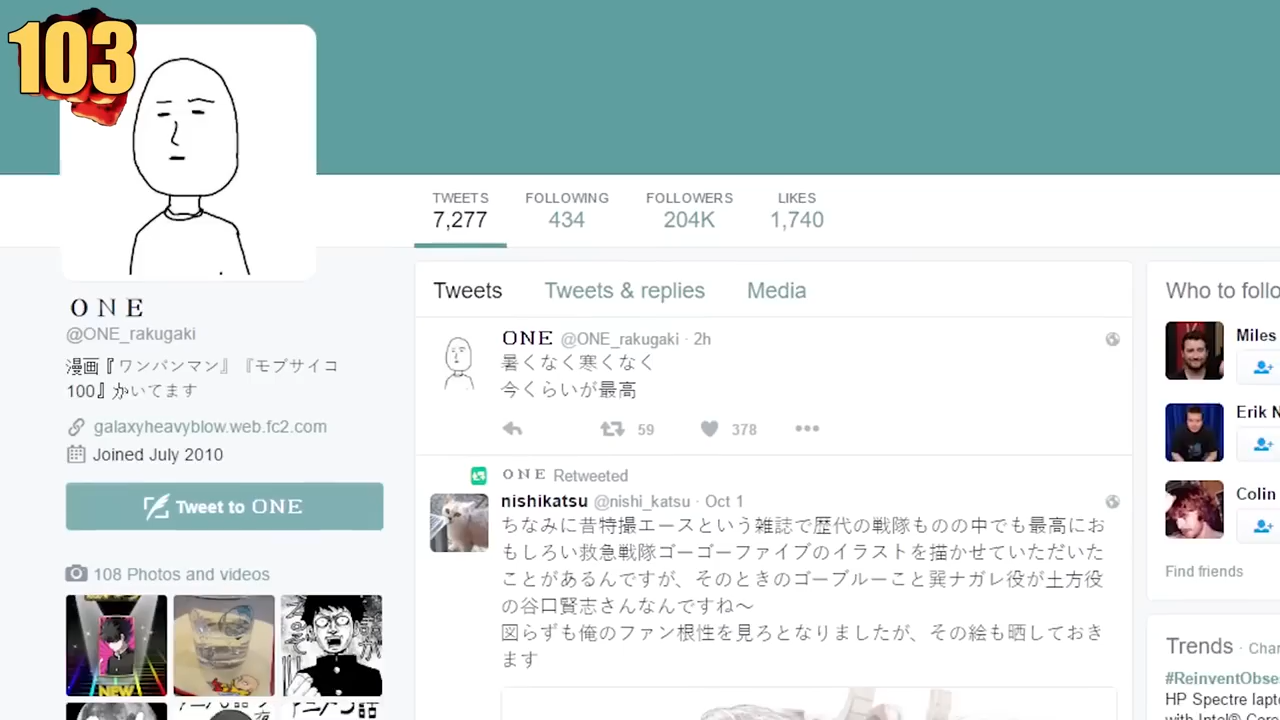 103
TWEETS
7,277
FOLLOWING
434
FOLLOWERS
204K
LIKES
1,740
ONE
@ONE_rakugaki
漫画『ワンパンマン』『モブサイコ
100』かいてます
galaxyheavyblow.web.fc2.com
Joined July 2010
Tweet to ONE
108 Photos and videos
NEW
Tweets
Tweets & replies
Media
ONE @ONE_rakugaki · 2h
暑くなく寒くなく
今くらいが最高
59
378
ONE Retweeted
nishikatsu @nishi_katsu · Oct 1
ちなみに昔特撮エースという雑誌で歴代の戦隊ものの中でも最高にお
もしろい救急戦隊ゴーゴーファイブのイラストを描かせていただいた
ことがあるんですが、そのときのゴーブルーこと巽ナガレ役が土方役
の谷口賢志さんなんですね〜
図らずも俺のファン根性を見ろとなりましたが、その絵も晒しておき
ます
Who to follo
Miles
Erik N
Colin
Find friends
Trends · Chan
#ReinventObse
HP Spectre lapt
with Intel® Core